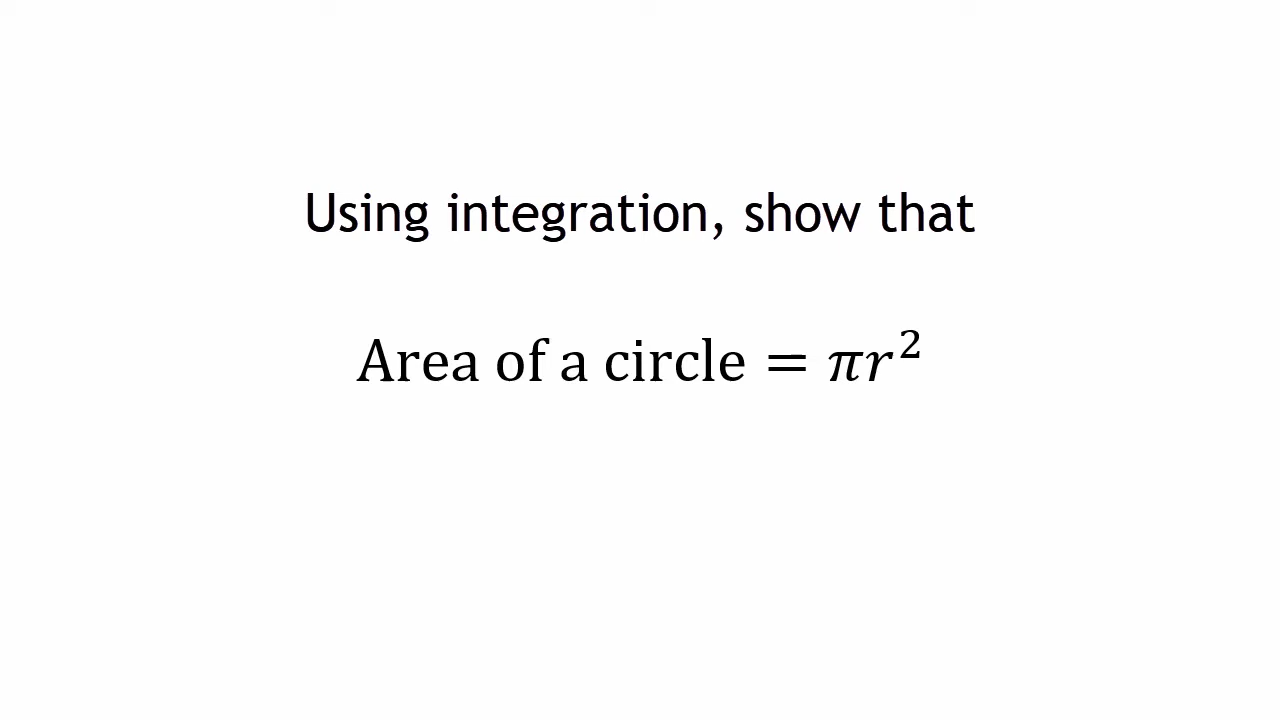 Using integration, show that
Area of a circle = πr²